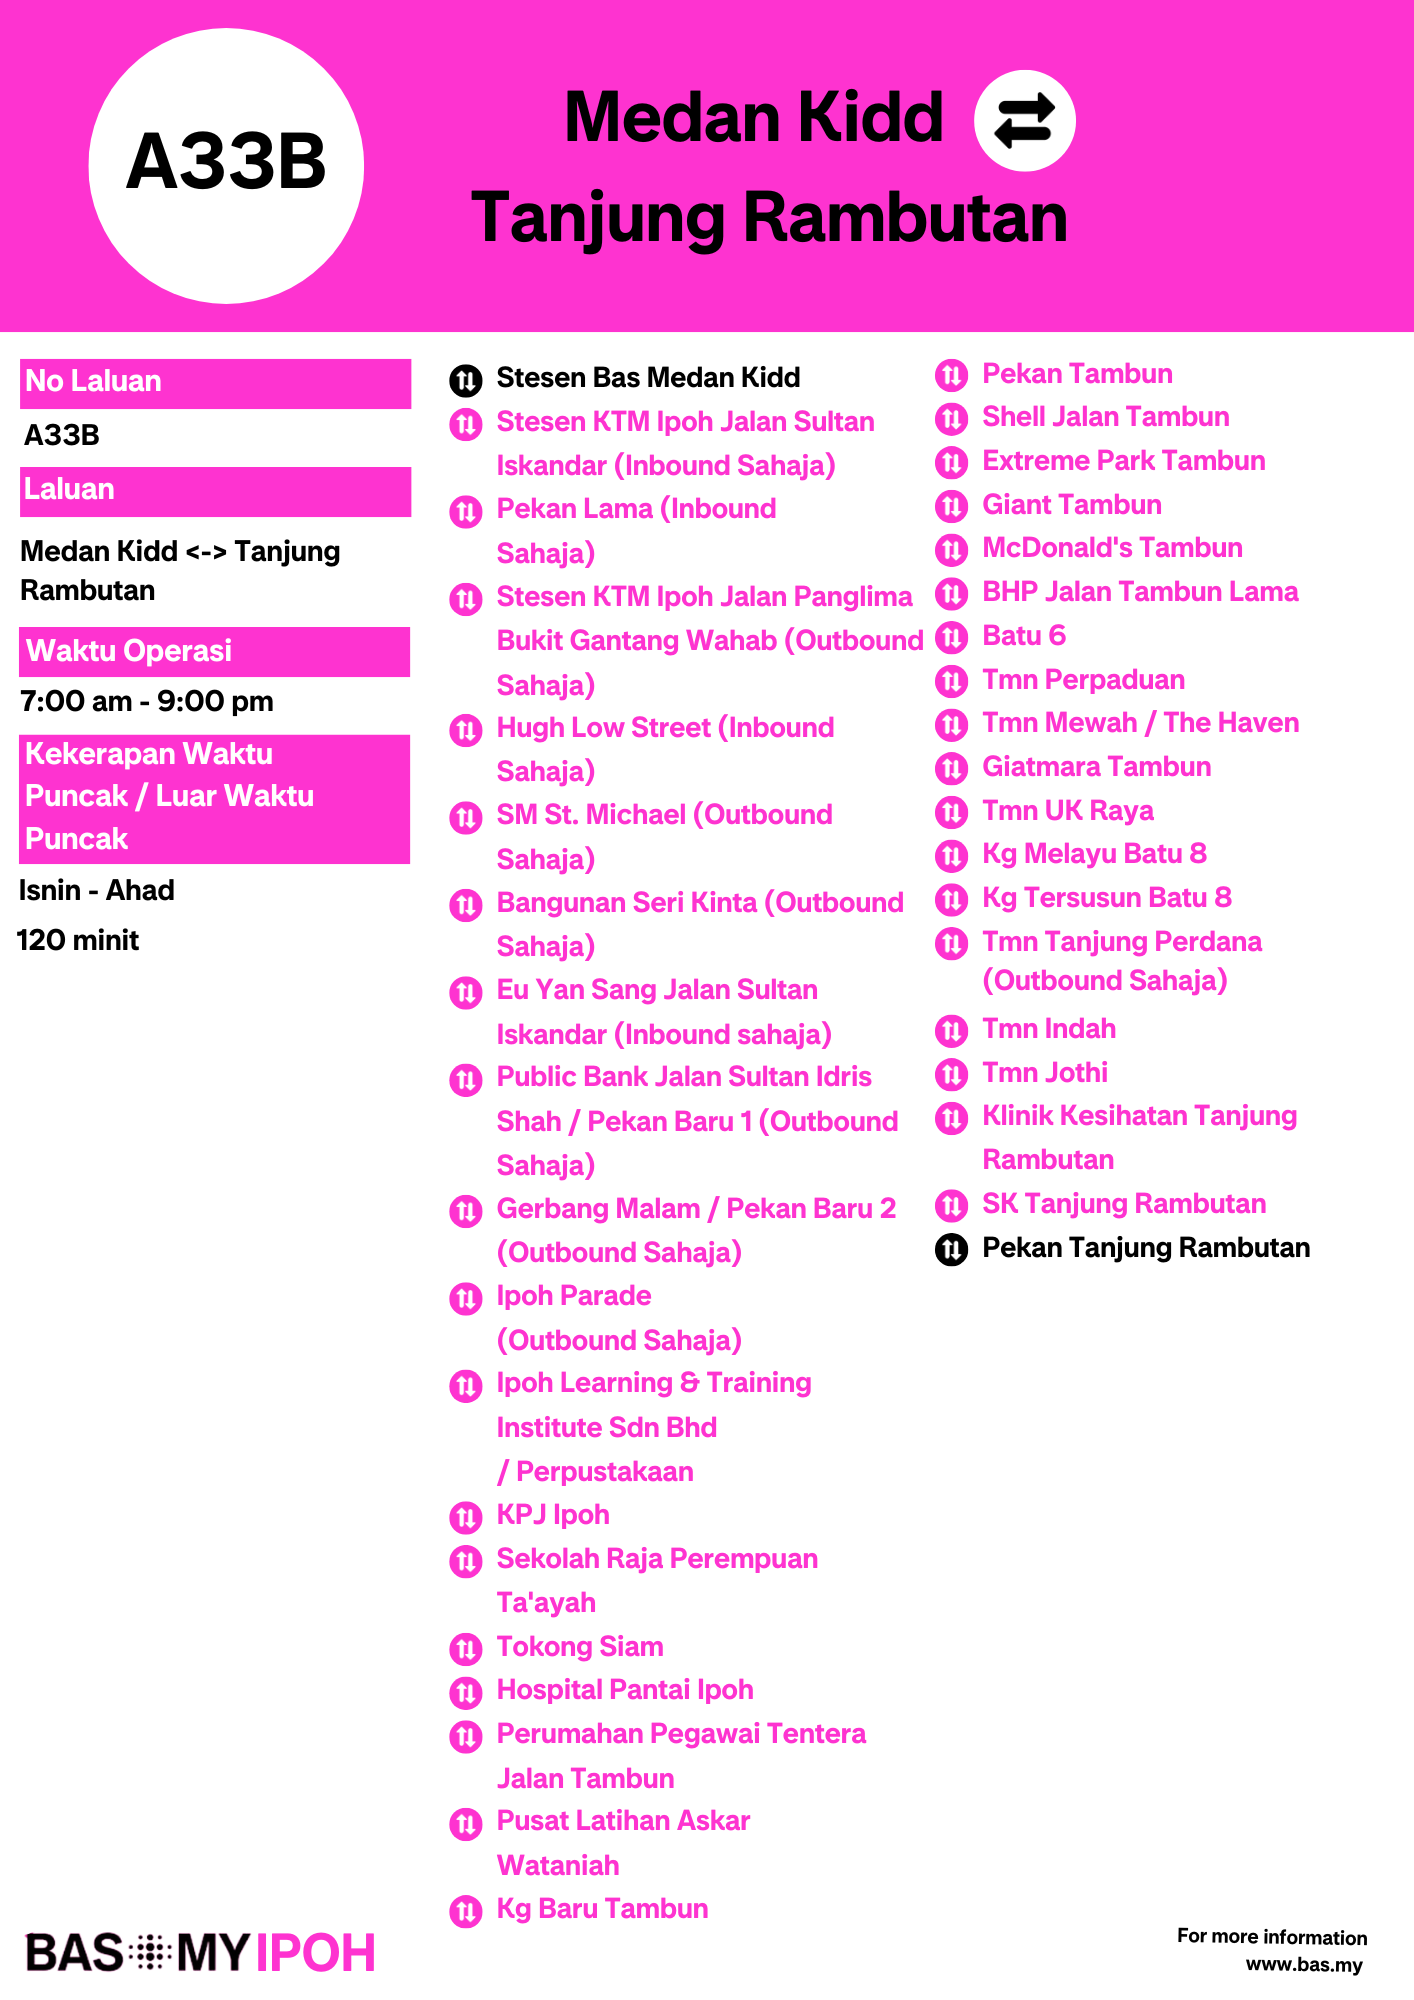 A33B
Medan Kidd
Tanjung Rambutan
No Laluan
A33B
Laluan
Medan Kidd <-> Tanjung
Rambutan
Waktu Operasi
7:00 am - 9:00 pm
Kekerapan Waktu
Puncak / Luar Waktu
Puncak
Isnin - Ahad
120 minit
Stesen Bas Medan Kidd
Stesen KTM Ipoh Jalan Sultan
Iskandar (Inbound Sahaja)
Pekan Lama (Inbound
Sahaja)
Stesen KTM Ipoh Jalan Panglima
Bukit Gantang Wahab (Outbound
Sahaja)
Hugh Low Street (Inbound
Sahaja)
SM St. Michael (Outbound
Sahaja)
Bangunan Seri Kinta (Outbound
Sahaja)
Eu Yan Sang Jalan Sultan
Iskandar (Inbound sahaja)
Public Bank Jalan Sultan Idris
Shah / Pekan Baru 1 (Outbound
Sahaja)
Gerbang Malam / Pekan Baru 2
(Outbound Sahaja)
Ipoh Parade
(Outbound Sahaja)
Ipoh Learning & Training
Institute Sdn Bhd
/ Perpustakaan
KPJ Ipoh
Sekolah Raja Perempuan
Ta'ayah
Tokong Siam
Hospital Pantai Ipoh
Perumahan Pegawai Tentera
Jalan Tambun
Pusat Latihan Askar
Wataniah
Kg Baru Tambun
Pekan Tambun
Shell Jalan Tambun
Extreme Park Tambun
Giant Tambun
McDonald's Tambun
BHP Jalan Tambun Lama
Batu 6
Tmn Perpaduan
Tmn Mewah / The Haven
Giatmara Tambun
Tmn UK Raya
Kg Melayu Batu 8
Kg Tersusun Batu 8
Tmn Tanjung Perdana
(Outbound Sahaja)
Tmn Indah
Tmn Jothi
Klinik Kesihatan Tanjung
Rambutan
SK Tanjung Rambutan
Pekan Tanjung Rambutan
BAS MY IPOH
For more information
www.bas.my